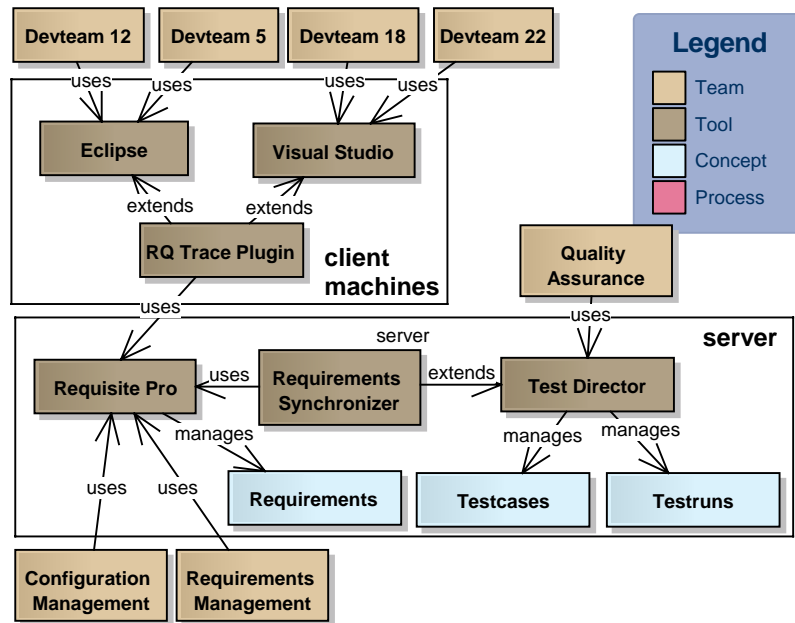 Devteam 12
Devteam 5
Devteam 18
Devteam 22
Legend
Team
Tool
Concept
Process
uses
uses
uses
uses
Eclipse
Visual Studio
extends
extends
RQ Trace Plugin
client
machines
Quality
Assurance
uses
uses
server
server
Requisite Pro
uses
Requirements
Synchronizer
extends
Test Director
manages
manages
manages
Requirements
Testcases
Testruns
uses
uses
Configuration
Management
Requirements
Management